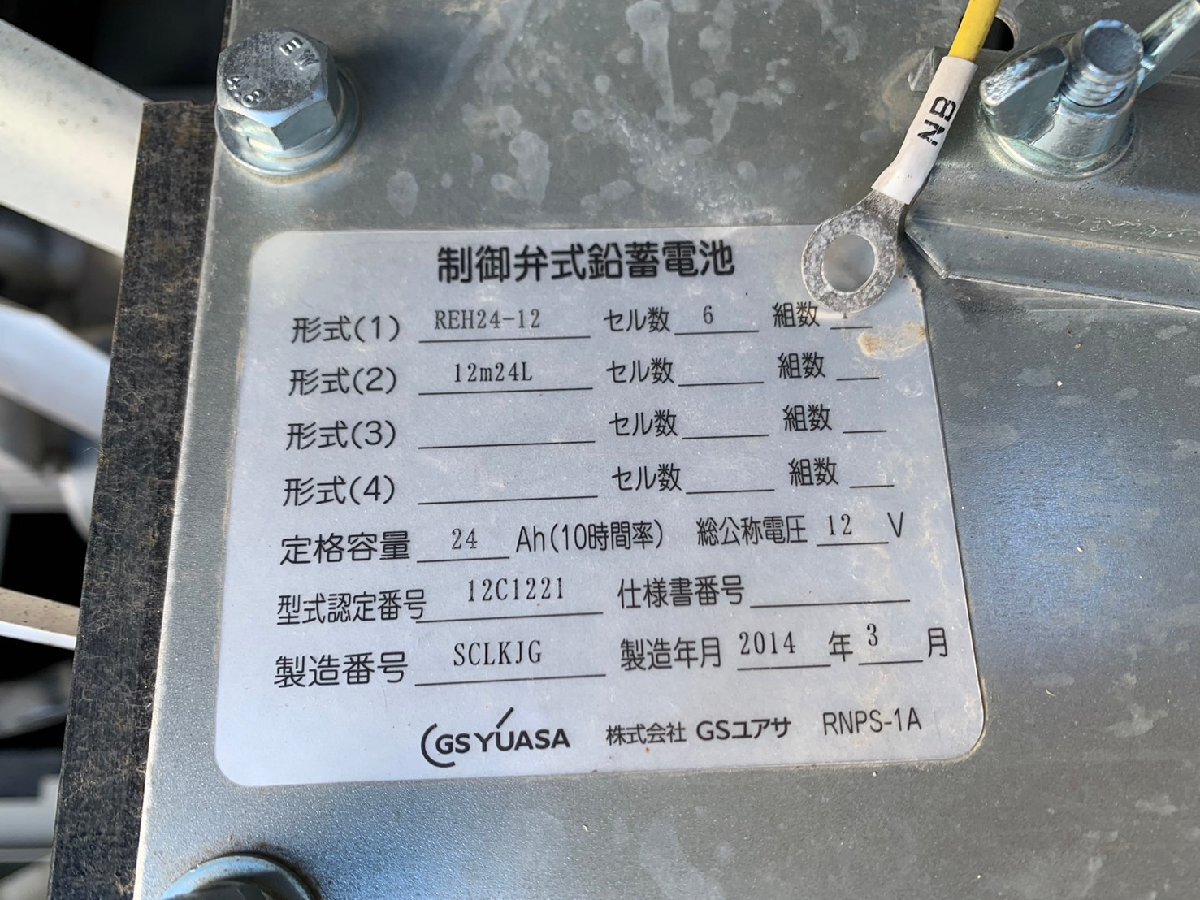 4.8
NB
制御弁式鉛蓄電池
形式(1) REH24-12 セル数 6 組数
形式(2) 12m24L セル数 組数
形式(3) セル数 組数
形式(4) セル数 組数
定格容量 24 Ah(10時間率) 総公称電圧 12 V
型式認定番号 12C1221 仕様書番号
製造番号 SCLKJG 製造年月 2014 年 3 月
GS YUASA 株式会社 GSユアサ RNPS-1A